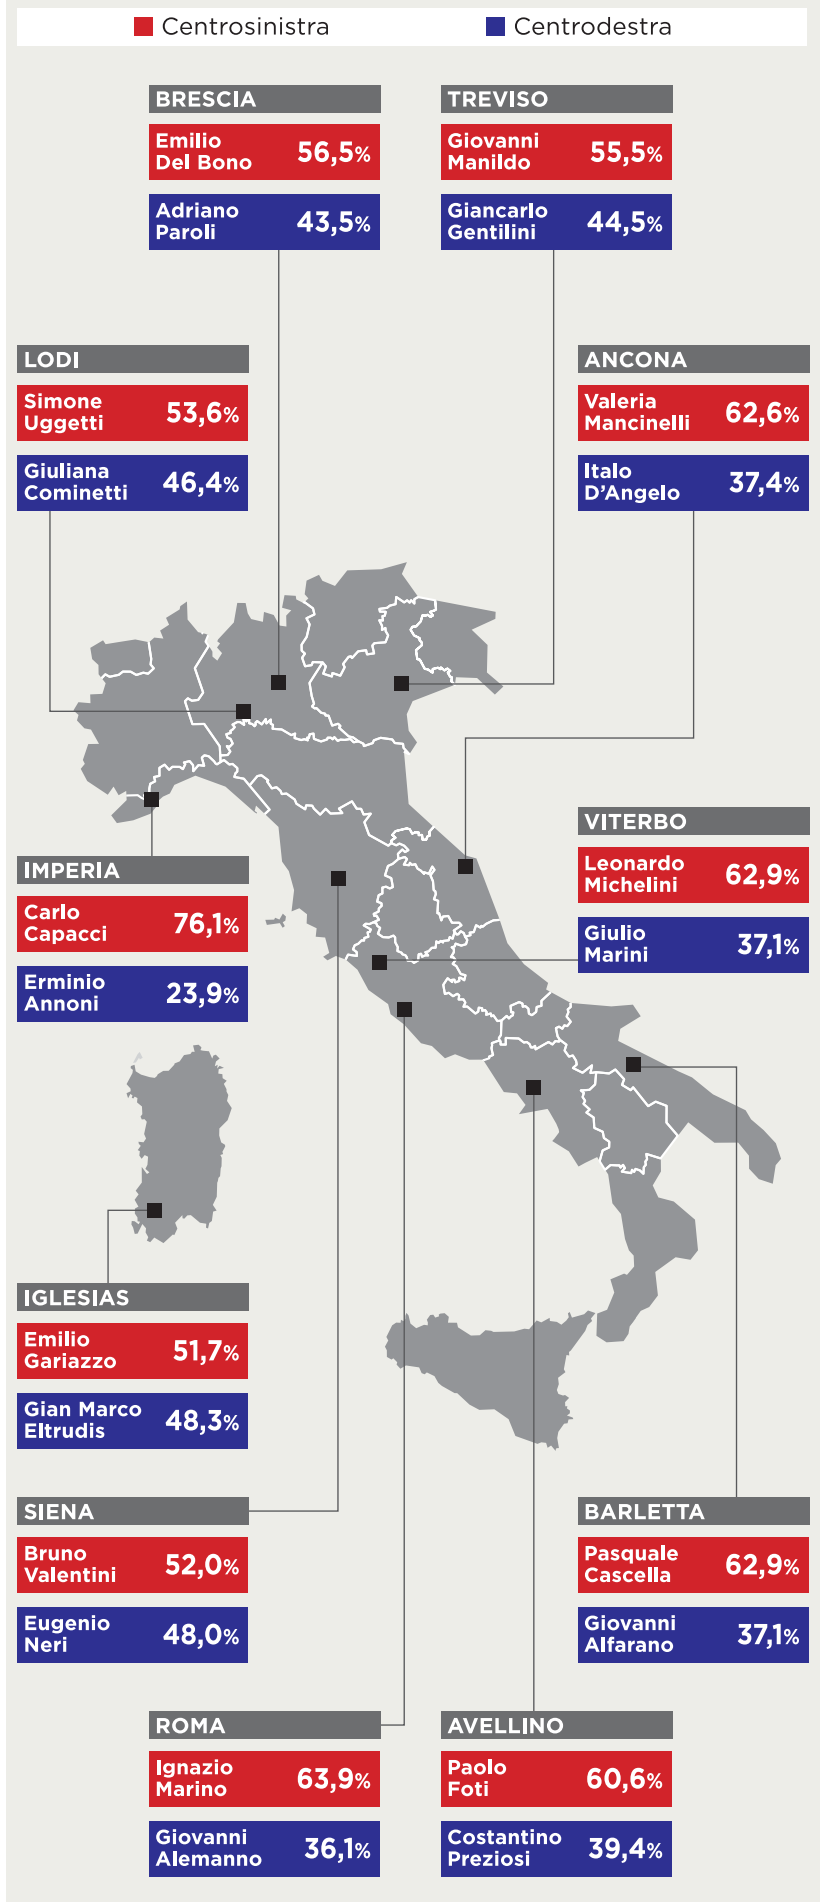 Centrosinistra
Centrodestra
BRESCIA
Emilio
Del Bono
56,5%
Adriano
Paroli
43,5%
TREVISO
Giovanni
Manildo
55,5%
Giancarlo
Gentilini
44,5%
LODI
Simone
Uggetti
53,6%
Giuliana
Cominetti
46,4%
ANCONA
Valeria
Mancinelli
62,6%
Italo
D'Angelo
37,4%
VITERBO
Leonardo
Michelini
62,9%
Giulio
Marini
37,1%
IMPERIA
Carlo
Capacci
76,1%
Erminio
Annoni
23,9%
IGLESIAS
Emilio
Gariazzo
51,7%
Gian Marco
Eltrudis
48,3%
SIENA
Bruno
Valentini
52,0%
Eugenio
Neri
48,0%
BARLETTA
Pasquale
Cascella
62,9%
Giovanni
Alfarano
37,1%
ROMA
Ignazio
Marino
63,9%
Giovanni
Alemanno
36,1%
AVELLINO
Paolo
Foti
60,6%
Costantino
Preziosi
39,4%